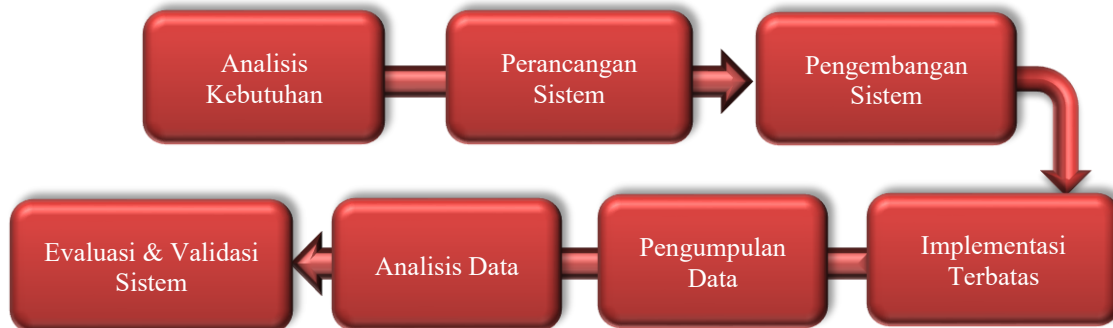 Analisis
Kebutuhan
Perancangan
Sistem
Pengembangan
Sistem
Implementasi
Terbatas
Pengumpulan
Data
Analisis Data
Evaluasi & Validasi
Sistem